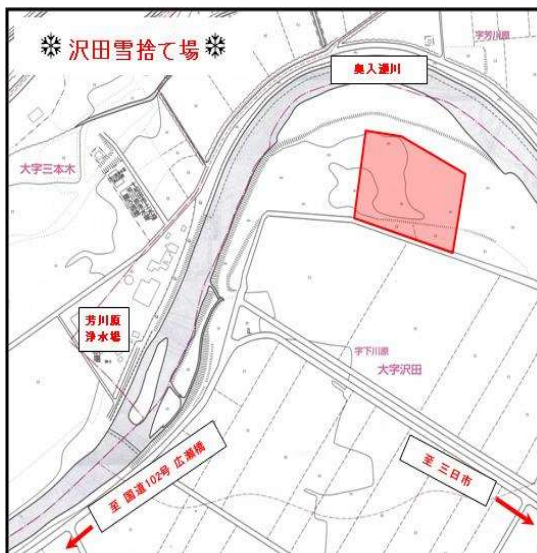 ❄ 沢田雪捨て場 ❄
字芳川原
奥入瀬川
大字三本木
芳川原
浄水場
字下川原
大字沢田
至 国道102号 広瀬橋
至 三日市